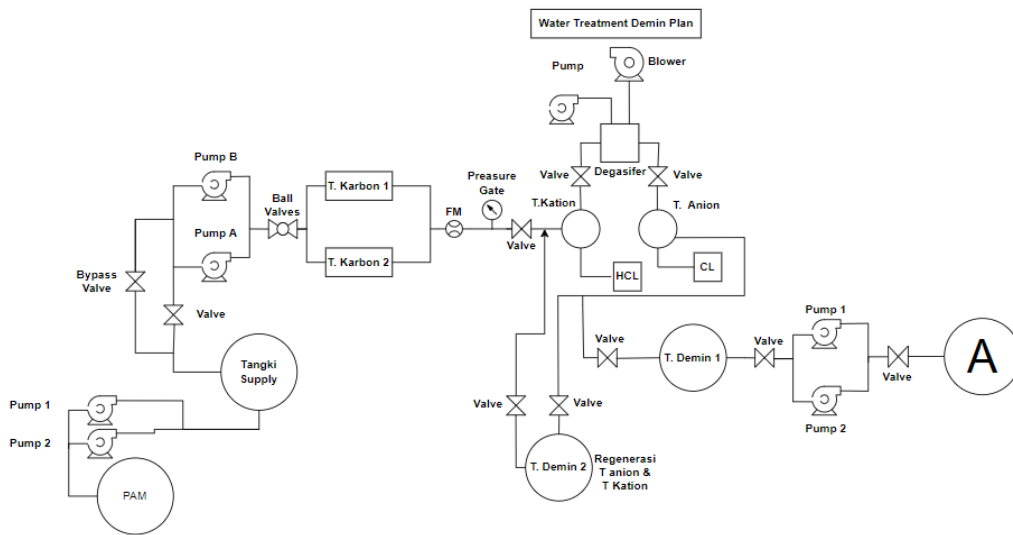 Water Treatment Demin Plan
Pump
Blower
Pump B
Valve
Degasifer
Valve
T. Karbon 1
Preasure
Gate
T.Kation
T. Anion
Ball
Valves
FM
Pump A
Valve
T. Karbon 2
HCL
CL
Bypass
Valve
Valve
Pump 1
Tangki
Supply
Valve
T. Demin 1
Valve
Valve
A
Pump 1
Valve
Valve
Pump 2
Pump 2
T. Demin 2
Regenerasi
T anion &
T Kation
PAM